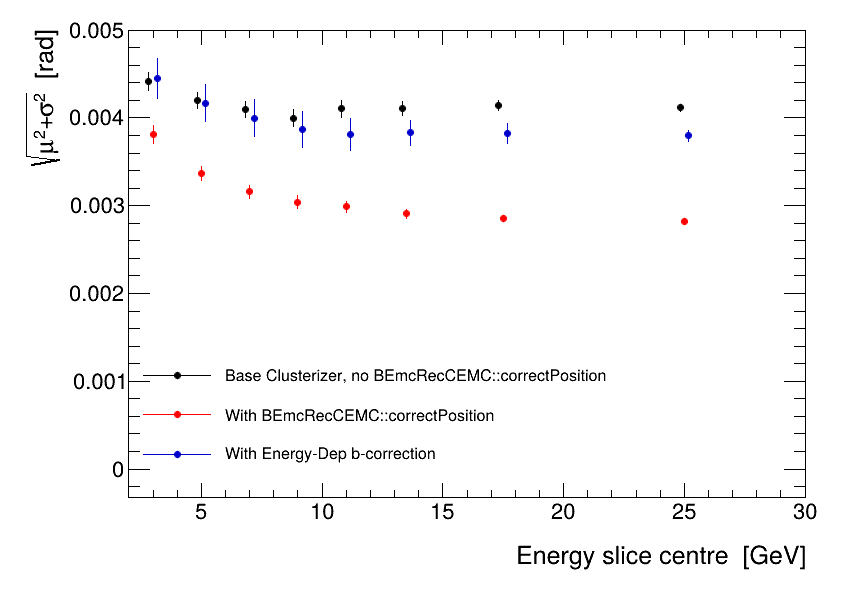 0.005
0.004
0.003
0.002
0.001
0
√μ²+σ² [rad]
Base Clusterizer, no BEmcRecCEMC::correctPosition
With BEmcRecCEMC::correctPosition
With Energy-Dep b-correction
5 10 15 20 25 30
Energy slice centre [GeV]